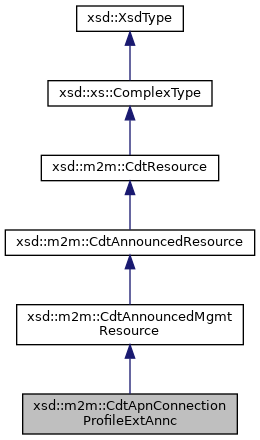 xsd::XsdType
xsd::xs::ComplexType
xsd::m2m::CdtResource
xsd::m2m::CdtAnnouncedResource
xsd::m2m::CdtAnnouncedMgmt
Resource
xsd::m2m::CdtApnConnection
ProfileExtAnnc